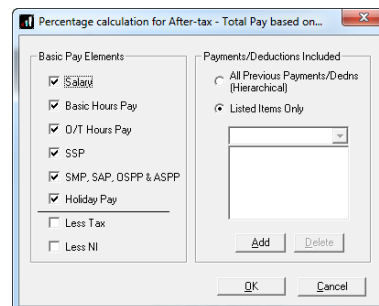 Percentage calculation for After-tax - Total Pay based on...
Basic Pay Elements
Salary
Basic Hours Pay
O/T Hours Pay
SSP
SMP, SAP, OSPP & ASPP
Holiday Pay
Less Tax
Less NI
Payments/Deductions Included
All Previous Payments/Dedns
(Hierarchical)
Listed Items Only
Add
Delete
OK
Cancel